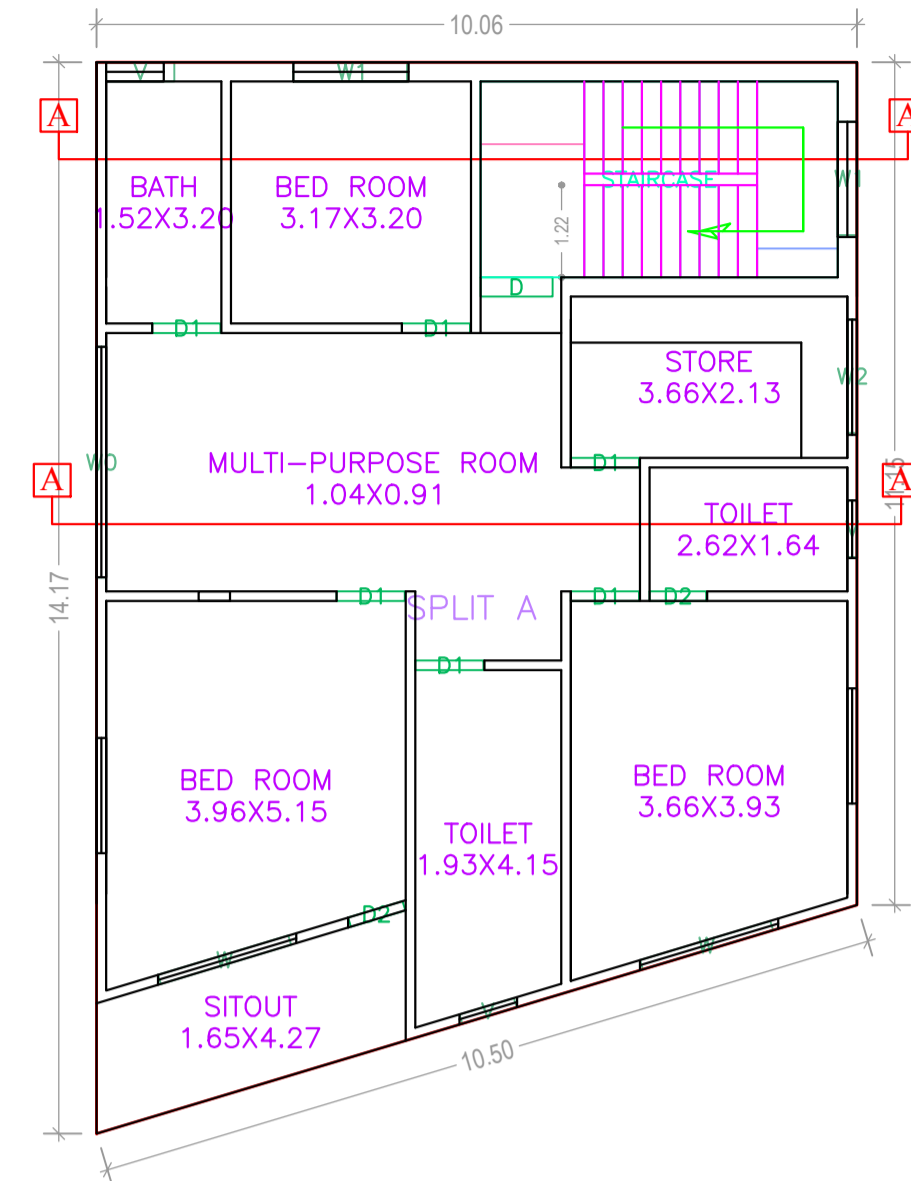 10.06
V
W1
A
A
BATH
1.52X3.20
BED ROOM
3.17X3.20
STAIRCASE
W1
1.22
D
D1
D1
STORE
3.66X2.13
W2
MULTI-PURPOSE ROOM
1.04X0.91
D1
A
A
11.15
TOILET
2.62X1.64
V
14.17
D1
D1
D2
SPLIT A
D1
BED ROOM
3.96X5.15
BED ROOM
3.66X3.93
TOILET
1.93X4.15
D2
W
W
SITOUT
1.65X4.27
V
10.50